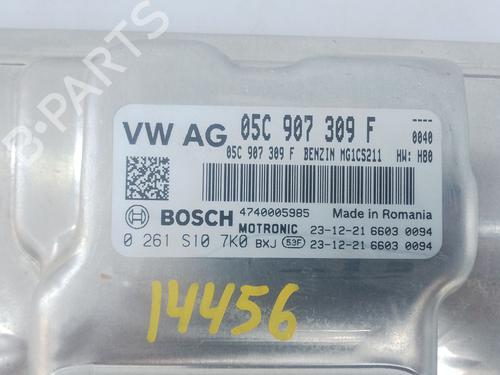 VW AG 05C 907 309 F ----
0040
05C 907 309 F BENZIN MG1CS211 HW: H80
BOSCH 4740005985 Made in Romania
MOTRONIC 23-12-21 6603 0094
0 261 S10 7K0 BXJ 53F 23-12-21 6603 0094
14456
B-PARTS